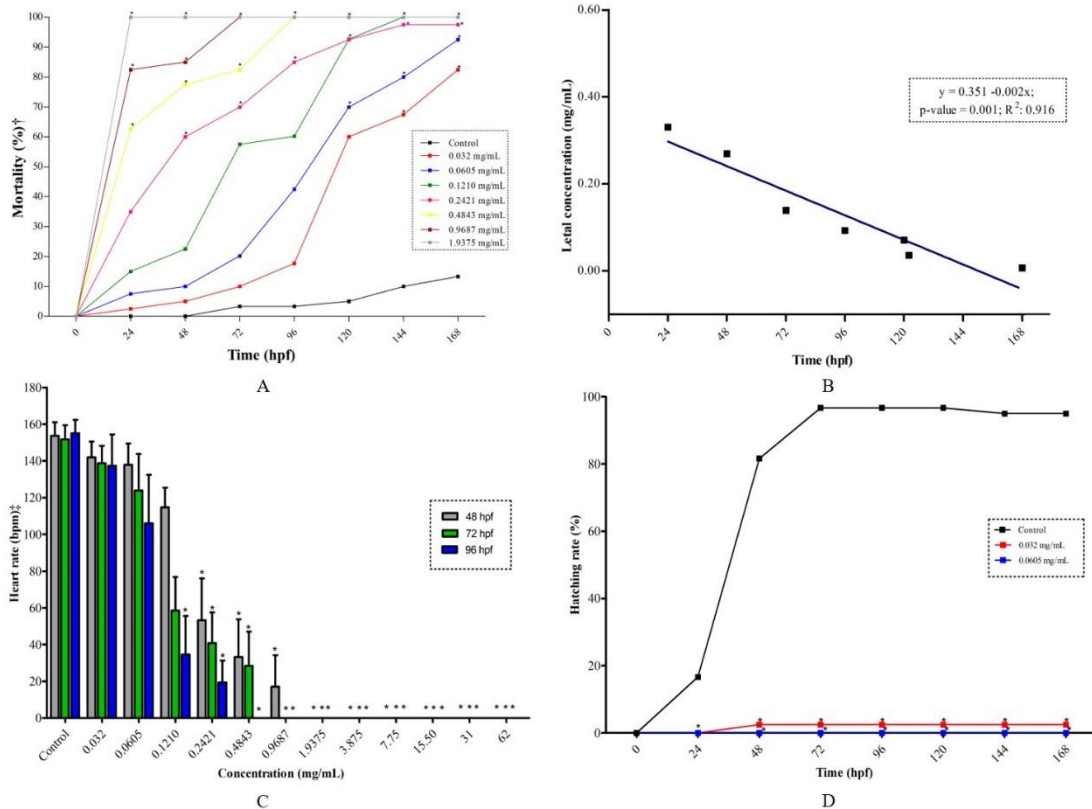 Mortality (%)†
100
90
80
70
60
50
40
30
20
10
0
Control
0.032 mg/mL
0.0605 mg/mL
0.1210 mg/mL
0.2421 mg/mL
0.4843 mg/mL
0.9687 mg/mL
1.9375 mg/mL
0 24 48 72 96 120 144 168
Time (hpf)
A
Letal concentration (mg/mL)
0.60
0.40
0.20
0.00
y = 0.351 -0.002x;
p-value = 0.001; R²: 0.916
0 24 48 72 96 120 144 168
Time (hpf)
B
Heart rate (bpm)‡
180
160
140
120
100
80
60
40
20
0
48 hpf
72 hpf
96 hpf
* * * * * * * * * * * *** *** *** *** *** ***
Control 0.032 0.0605 0.1210 0.2421 0.4843 0.9687 1.9375 3.875 7.75 15.50 31 62
Concentration (mg/mL)
C
Hatching rate (%)
100
80
60
40
20
0
Control
0.032 mg/mL
0.0605 mg/mL
0 24 48 72 96 120 144 168
Time (hpf)
D